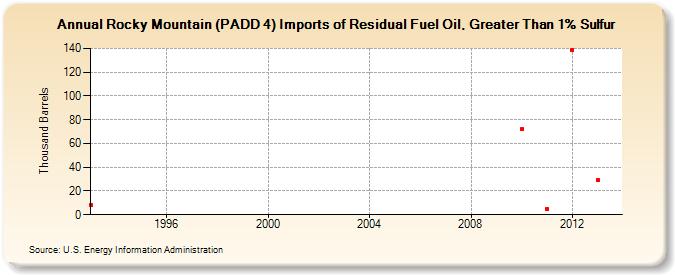 Annual Rocky Mountain (PADD 4) Imports of Residual Fuel Oil, Greater Than 1% Sulfur
Thousand Barrels
140
120
100
80
60
40
20
0
1996 2000 2004 2008 2012
Source: U.S. Energy Information Administration